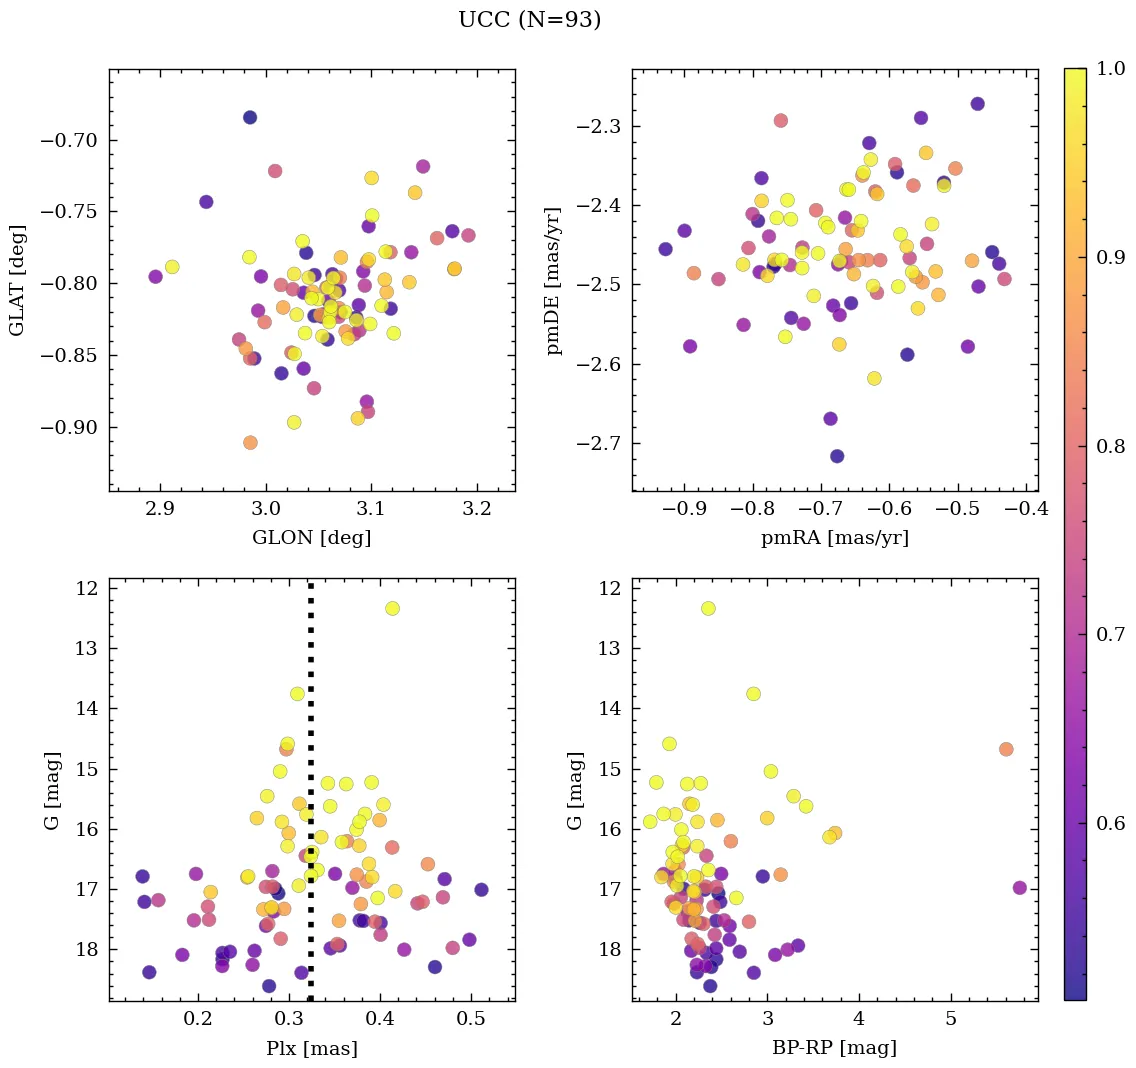 UCC (N=93)
−0.70
−0.75
−0.80
−0.85
−0.90
GLAT [deg]
2.9 3.0 3.1 3.2
GLON [deg]
−2.3
−2.4
−2.5
−2.6
−2.7
pmDE [mas/yr]
−0.9 −0.8 −0.7 −0.6 −0.5 −0.4
pmRA [mas/yr]
12
13
14
15
16
17
18
G [mag]
0.2 0.3 0.4 0.5
Plx [mas]
12
13
14
15
16
17
18
G [mag]
2 3 4 5
BP-RP [mag]
1.0
0.9
0.8
0.7
0.6